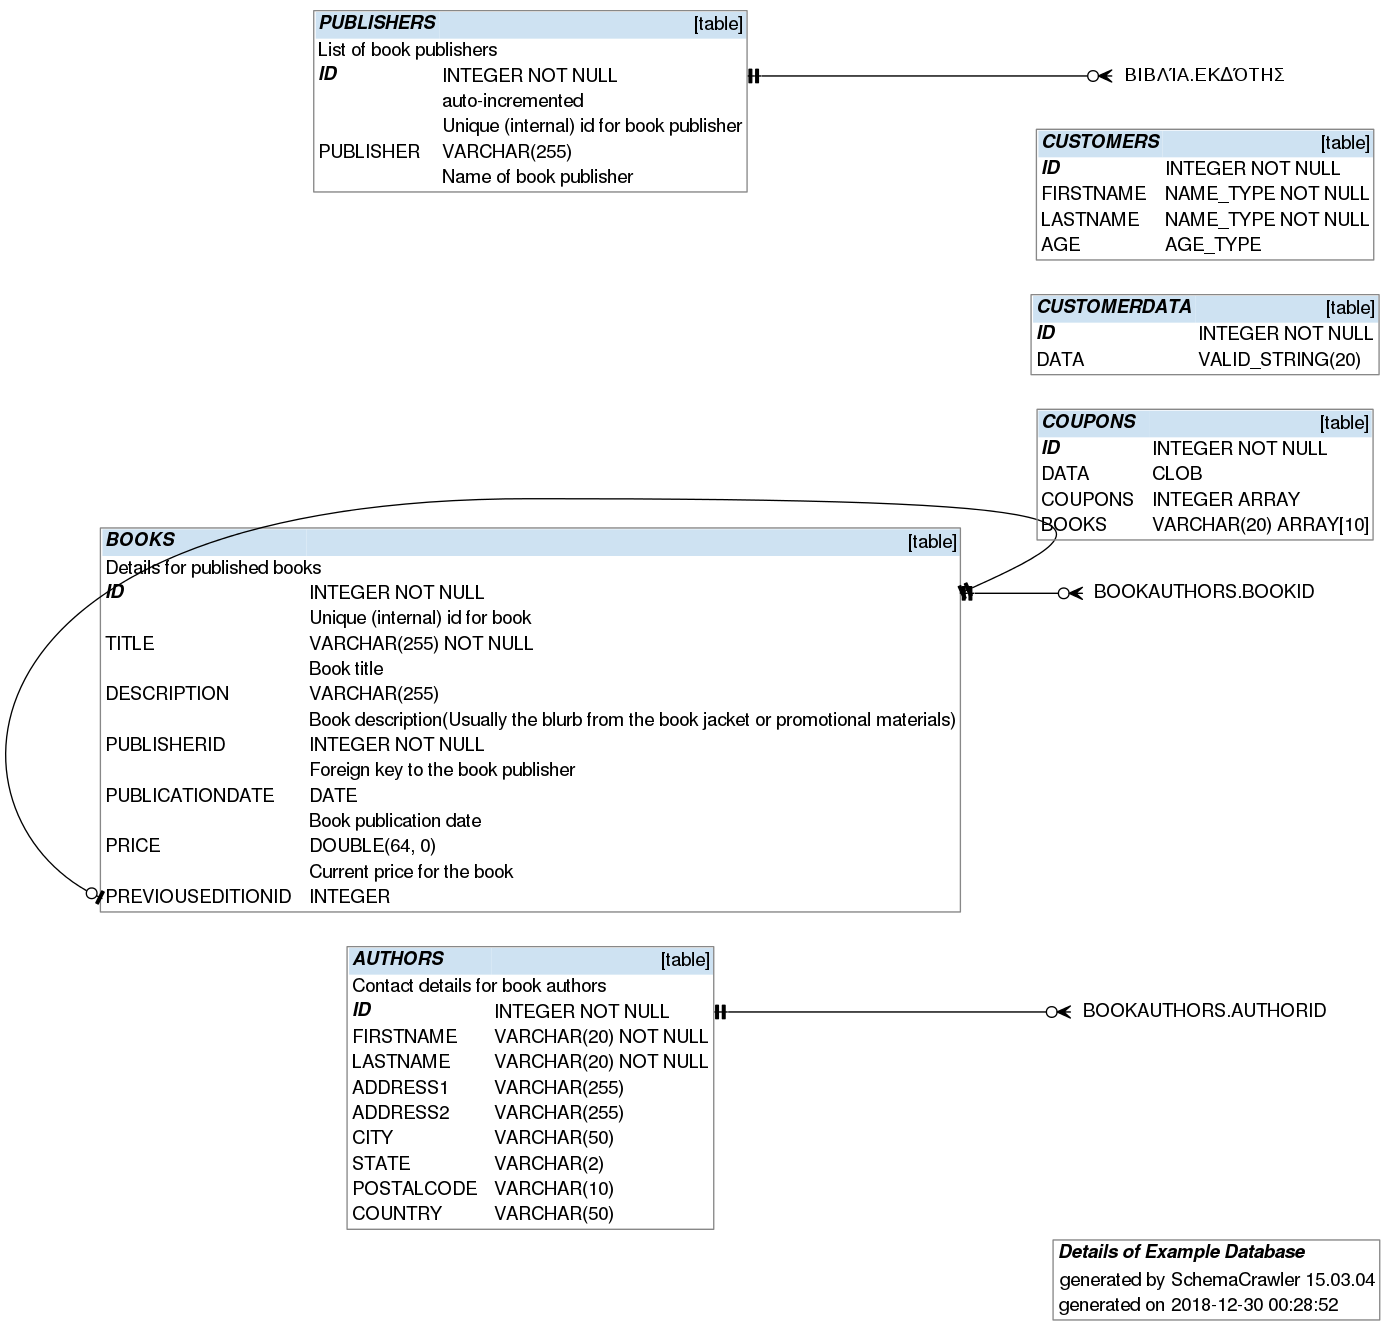 PUBLISHERS [table]
List of book publishers
ID INTEGER NOT NULL
auto-incremented
Unique (internal) id for book publisher
PUBLISHER VARCHAR(255)
Name of book publisher
ΒΙΒΛΊΑ.ΕΚΔΌΤΗΣ
CUSTOMERS [table]
ID INTEGER NOT NULL
FIRSTNAME NAME_TYPE NOT NULL
LASTNAME NAME_TYPE NOT NULL
AGE AGE_TYPE
CUSTOMERDATA [table]
ID INTEGER NOT NULL
DATA VALID_STRING(20)
COUPONS [table]
ID INTEGER NOT NULL
DATA CLOB
COUPONS INTEGER ARRAY
BOOKS VARCHAR(20) ARRAY[10]
BOOKS [table]
Details for published books
ID INTEGER NOT NULL
Unique (internal) id for book
TITLE VARCHAR(255) NOT NULL
Book title
DESCRIPTION VARCHAR(255)
Book description(Usually the blurb from the book jacket or promotional materials)
PUBLISHERID INTEGER NOT NULL
Foreign key to the book publisher
PUBLICATIONDATE DATE
Book publication date
PRICE DOUBLE(64, 0)
Current price for the book
PREVIOUSEDITIONID INTEGER
BOOKAUTHORS.BOOKID
AUTHORS [table]
Contact details for book authors
ID INTEGER NOT NULL
FIRSTNAME VARCHAR(20) NOT NULL
LASTNAME VARCHAR(20) NOT NULL
ADDRESS1 VARCHAR(255)
ADDRESS2 VARCHAR(255)
CITY VARCHAR(50)
STATE VARCHAR(2)
POSTALCODE VARCHAR(10)
COUNTRY VARCHAR(50)
BOOKAUTHORS.AUTHORID
Details of Example Database
generated by SchemaCrawler 15.03.04
generated on 2018-12-30 00:28:52